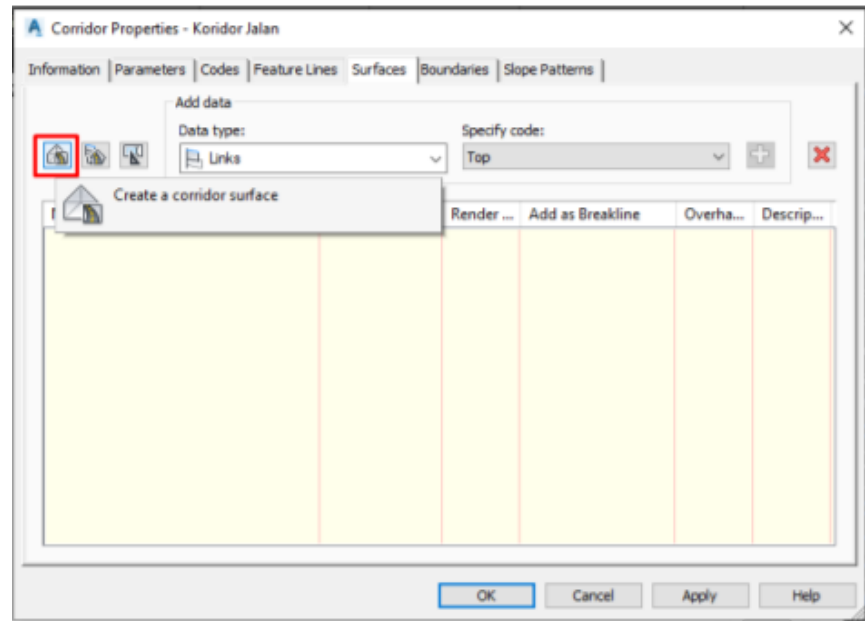 Corridor Properties - Koridor Jalan
Information Parameters Codes Feature Lines Surfaces Boundaries Slope Patterns
Add data
Data type: Specify code:
Links Top
Create a corridor surface
Render ... Add as Breakline Overha... Descrip...
OK Cancel Apply Help